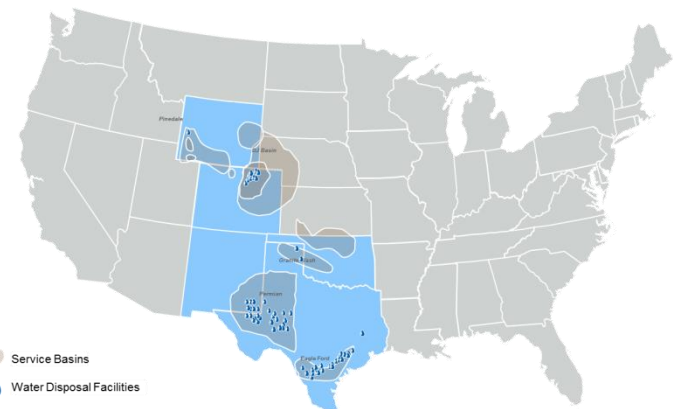 Pinedale
DJ Basin
Granite Wash
Permian
Eagle Ford
Service Basins
Water Disposal Facilities